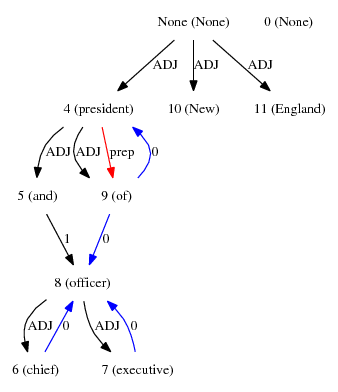 None (None) 0 (None)
ADJ ADJ ADJ
4 (president) 10 (New) 11 (England)
ADJ ADJ prep 0
5 (and) 9 (of)
1 0
8 (officer)
ADJ 0 ADJ 0
6 (chief) 7 (executive)